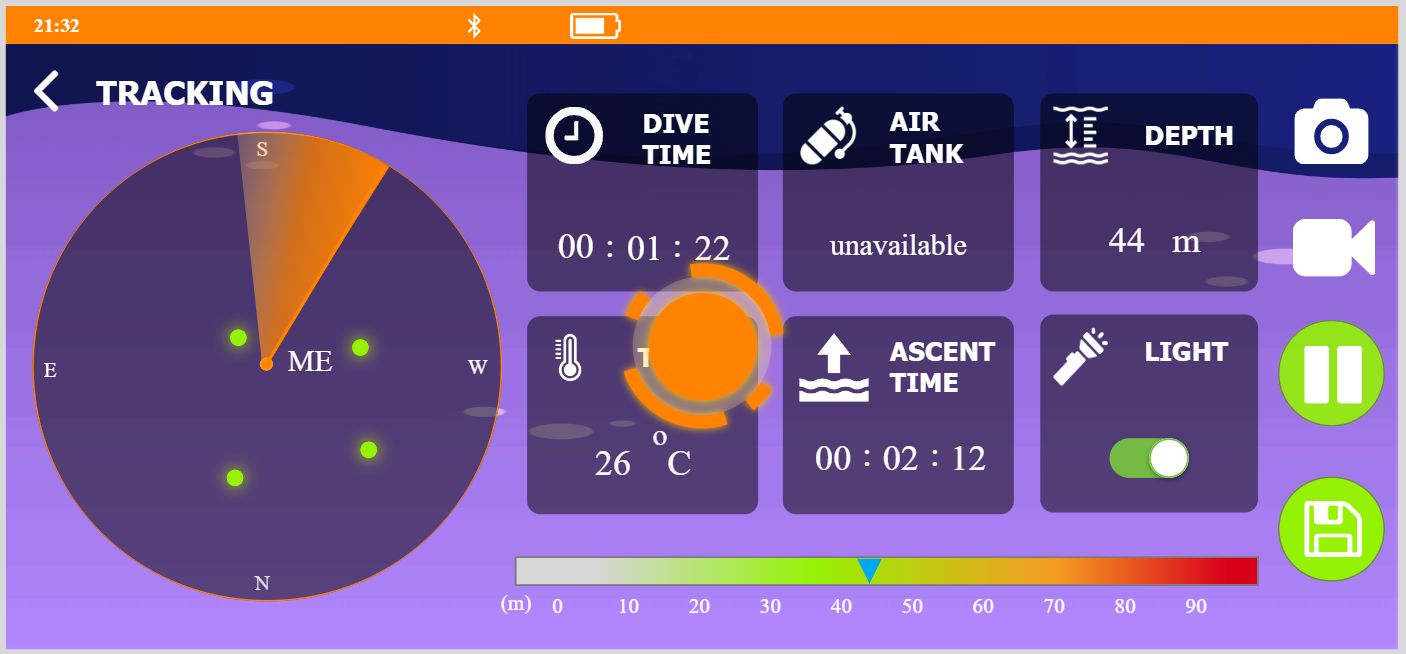 21:32
TRACKING
S
E
ME
W
N
DIVE
TIME
00 : 01 : 22
AIR
TANK
unavailable
DEPTH
44 m
26 °C
ASCENT
TIME
00 : 02 : 12
LIGHT
(m) 0 10 20 30 40 50 60 70 80 90